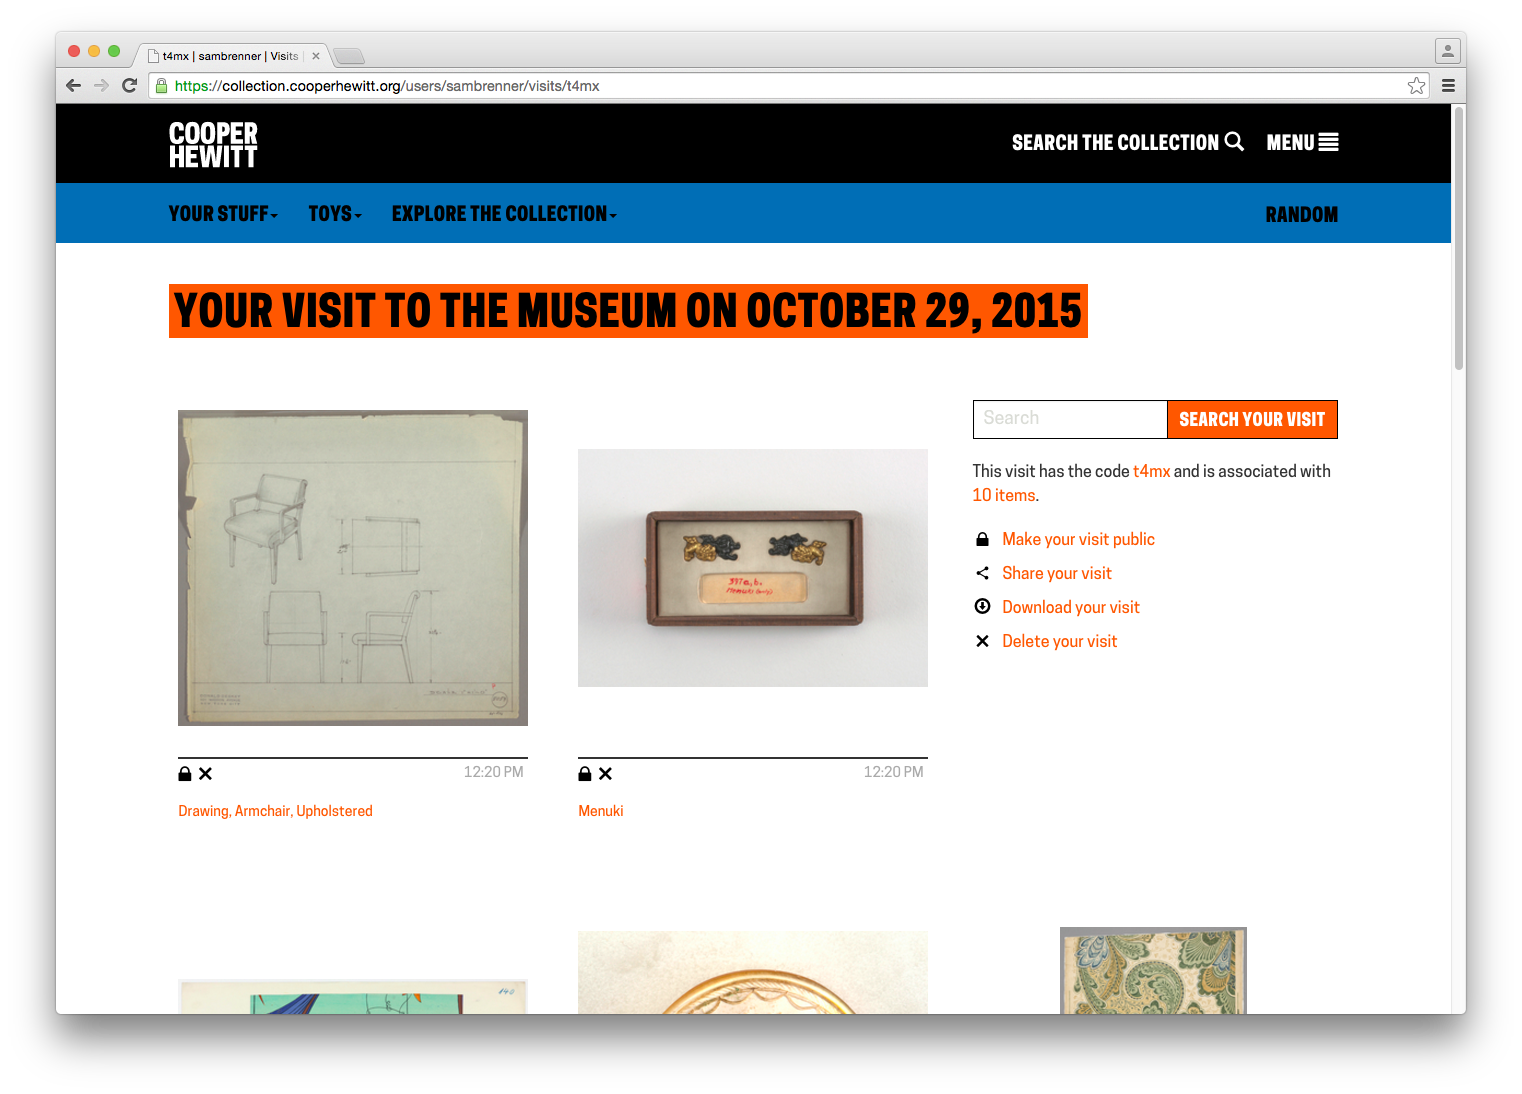 t4mx | sambrenner | Visits |
https://collection.cooperhewitt.org/users/sambrenner/visits/t4mx
COOPER
HEWITT
SEARCH THE COLLECTION
MENU
YOUR STUFF
TOYS
EXPLORE THE COLLECTION
RANDOM
YOUR VISIT TO THE MUSEUM ON OCTOBER 29, 2015
Search
SEARCH YOUR VISIT
This visit has the code t4mx and is associated with
10 items.
Make your visit public
Share your visit
Download your visit
Delete your visit
397a,b.
Menuki
12:20 PM
Drawing, Armchair, Upholstered
12:20 PM
Menuki
140